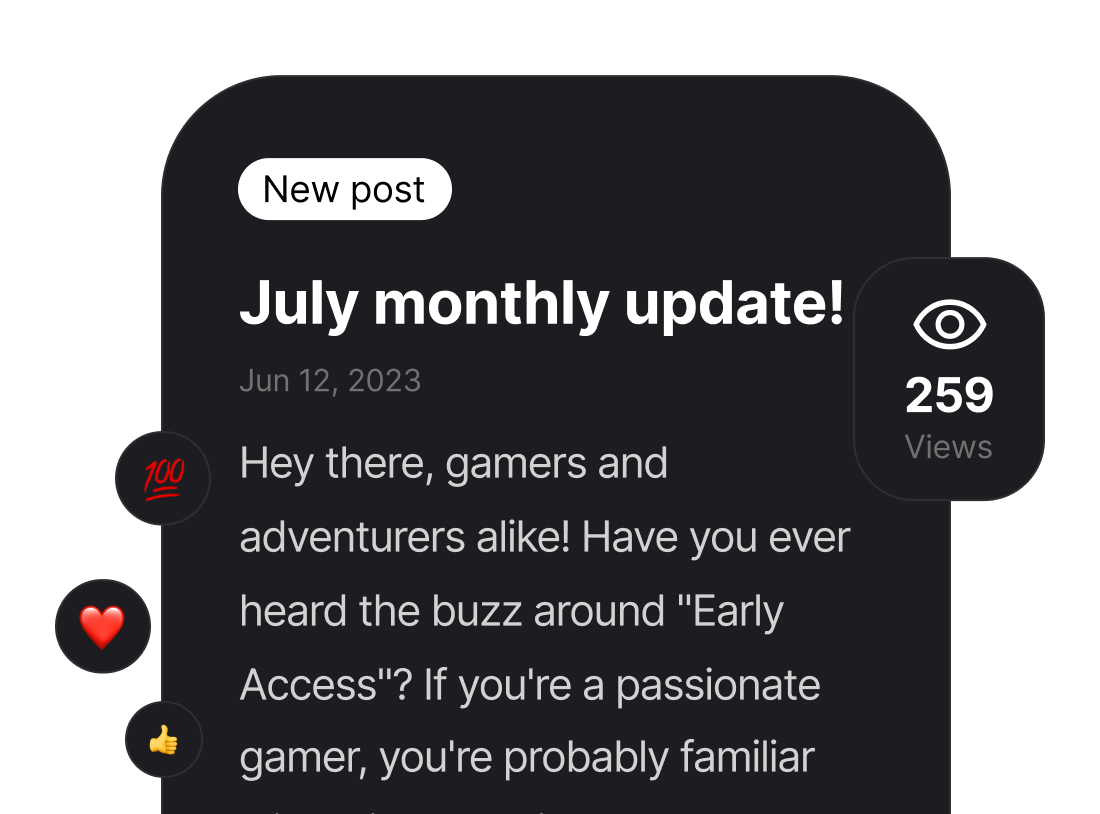 New post
July monthly update!
Jun 12, 2023
259
Views
💯
Hey there, gamers and
adventurers alike! Have you ever
heard the buzz around "Early
Access"? If you're a passionate
gamer, you're probably familiar